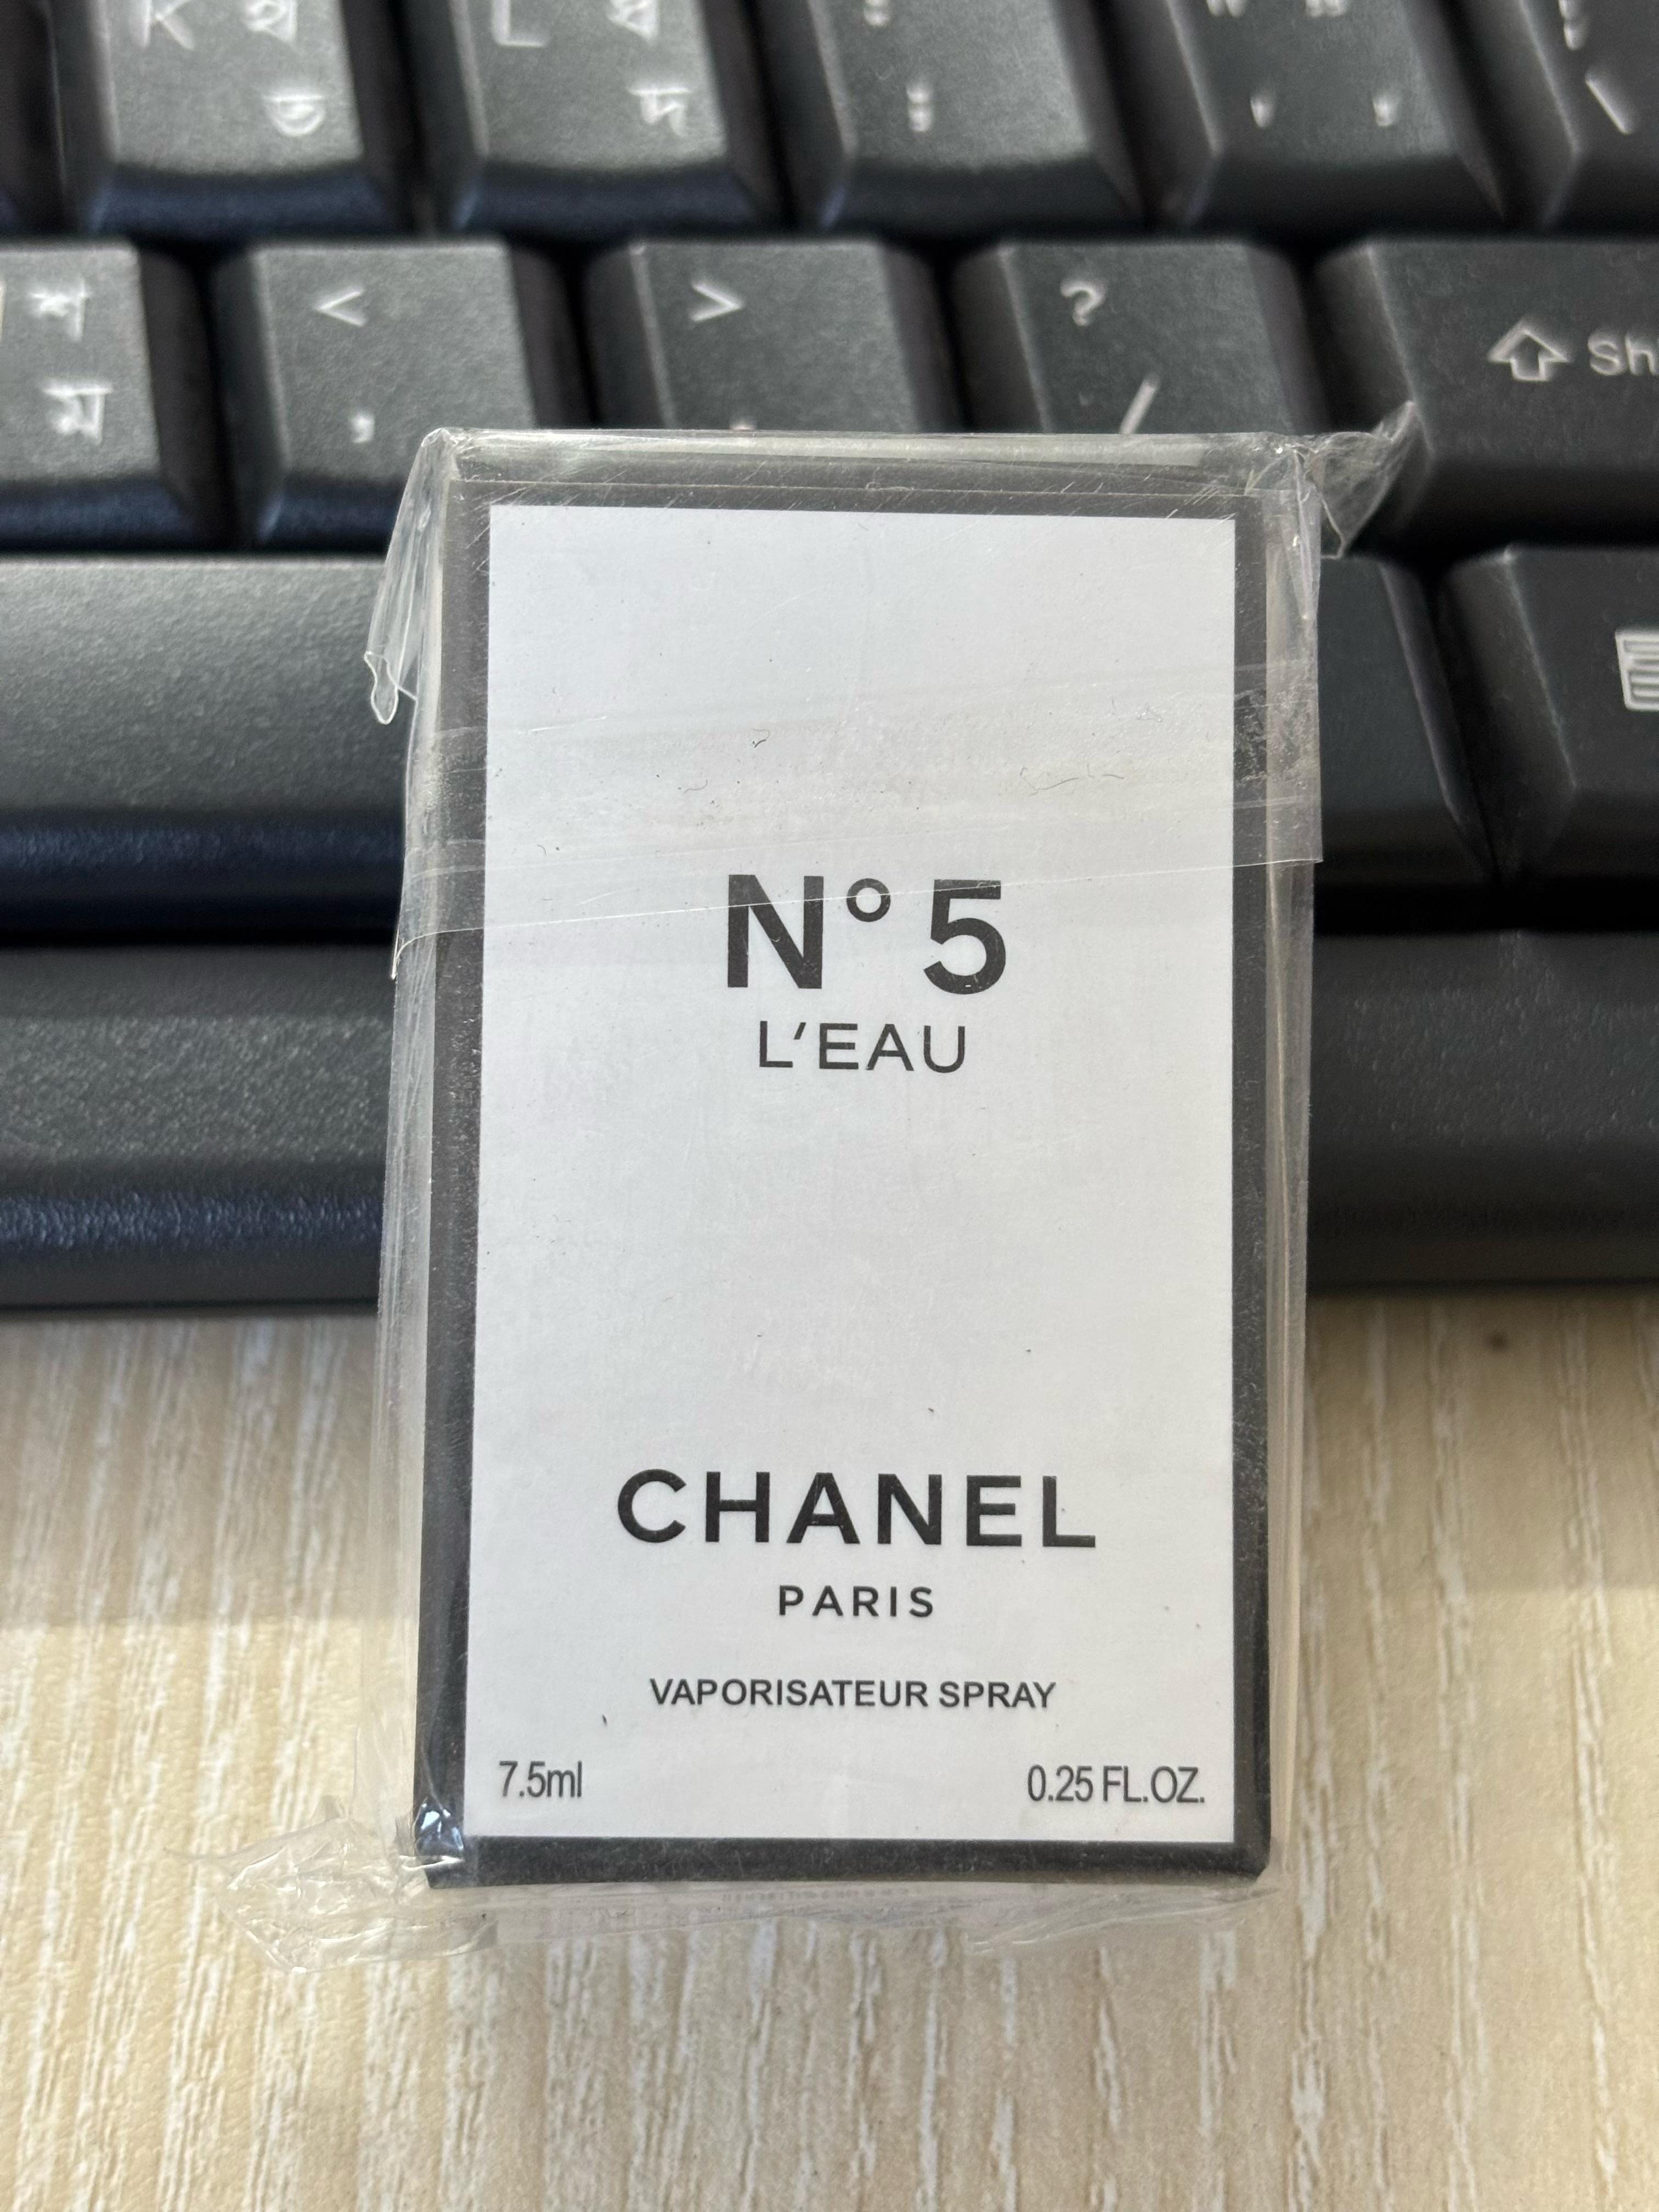 K থ
ত
L ধ
দ
:
;
" "
' '
\
য়
ম
<
,
>
?
/
N° 5
L'EAU
CHANEL
PARIS
VAPORISATEUR SPRAY
7.5ml 0.25 FL.OZ.